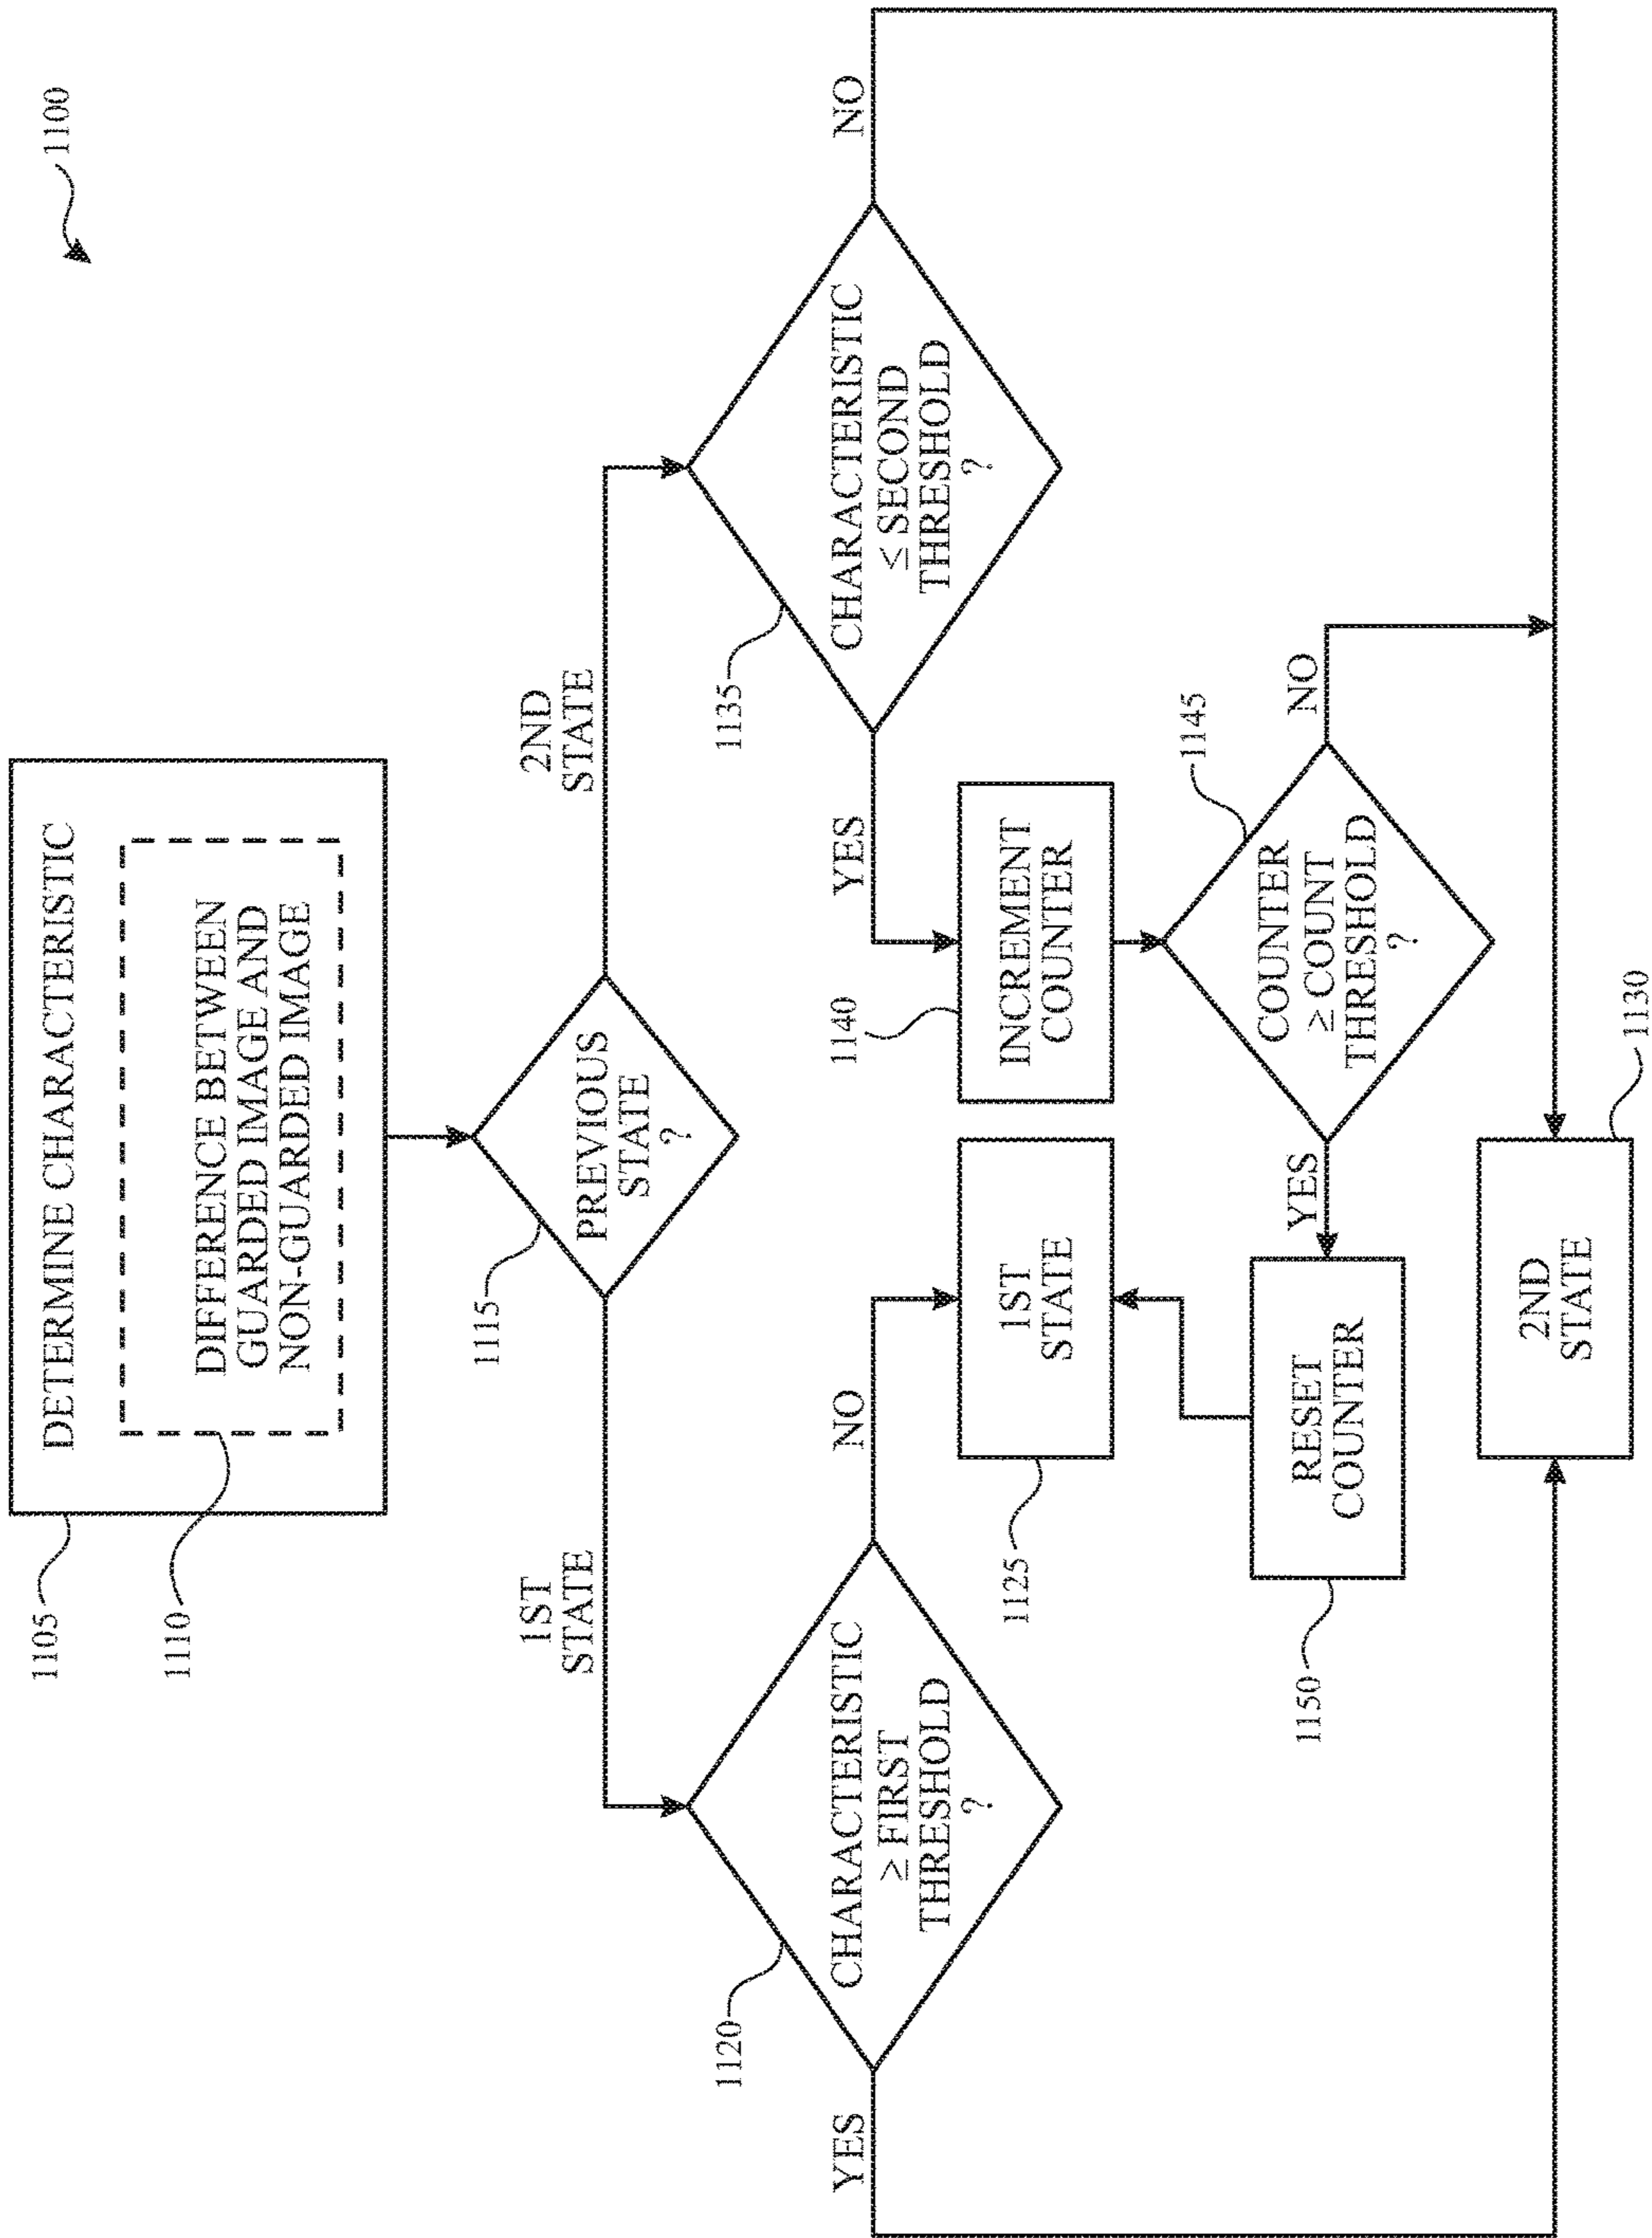 1100
1105
DETERMINE CHARACTERISTIC
1110
DIFFERENCE BETWEEN
GUARDED IMAGE AND
NON-GUARDED IMAGE
1115
PREVIOUS
STATE
?
1ST
STATE
2ND
STATE
1120
CHARACTERISTIC
≥ FIRST
THRESHOLD
?
YES
NO
1135
CHARACTERISTIC
≤ SECOND
THRESHOLD
?
YES
NO
1125
1ST
STATE
1140
INCREMENT
COUNTER
1145
COUNTER
≥ COUNT
THRESHOLD
?
YES
NO
1150
RESET
COUNTER
2ND
STATE
1130